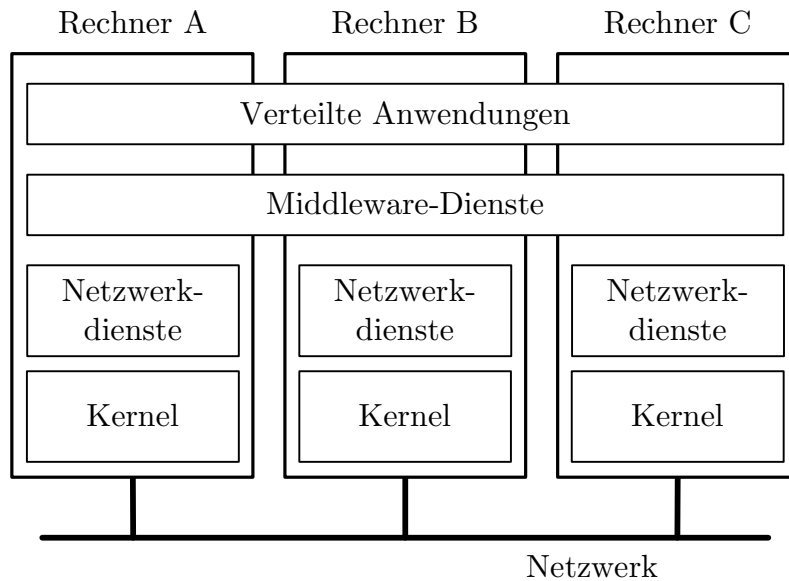 Rechner A
Rechner B
Rechner C
Verteilte Anwendungen
Middleware-Dienste
Netzwerk-
dienste
Netzwerk-
dienste
Netzwerk-
dienste
Kernel
Kernel
Kernel
Netzwerk